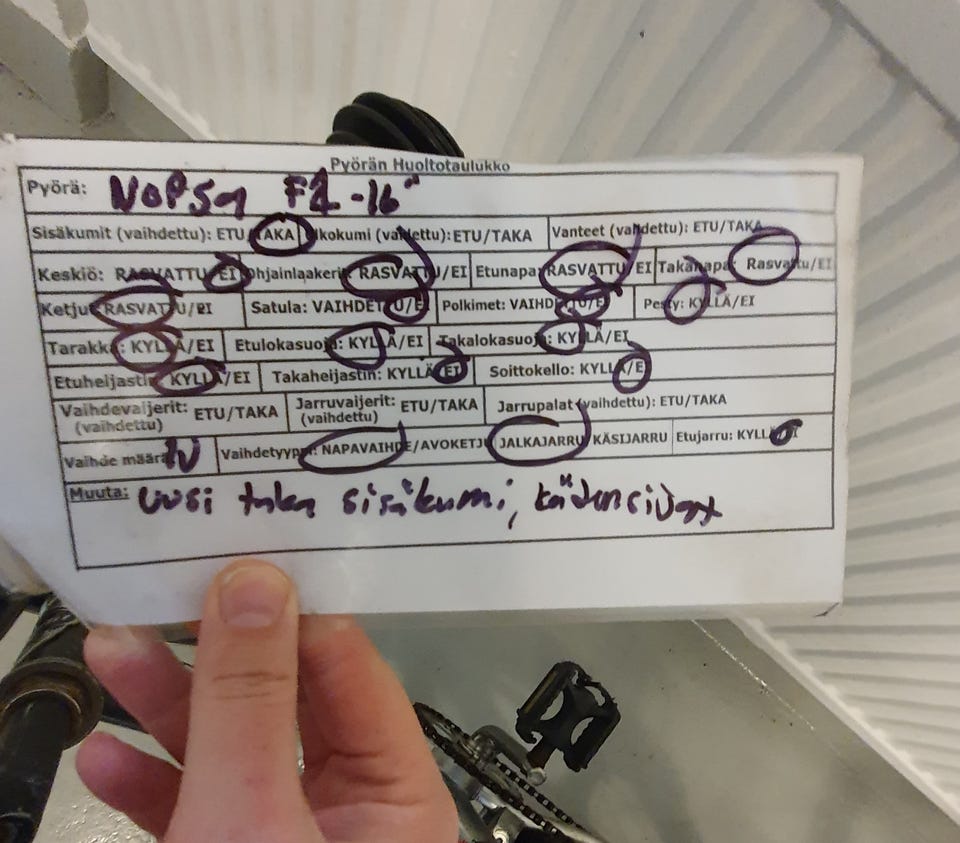 Pyörän Huoltotaulukko
Pyörä: NOPSA F1-16"
Sisäkumit (vaihdettu): ETU/TAKA Ulkokumi (vaihdettu): ETU/TAKA Vanteet (vaihdettu): ETU/TAKA
Keskiö: RASVATTU/EI Ohjainlaakeri: RASVATTU/EI Etunapa: RASVATTU/EI Takanapa: Rasvattu/EI
Ketjut: RASVATTU/EI Satula: VAIHDETTU/EI Polkimet: VAIHDETTU/EI Pesty: KYLLÄ/EI
Tarakka: KYLLÄ/EI Etulokasuoja: KYLLÄ/EI Takalokasuoja: KYLLÄ/EI
Etuheijastin: KYLLÄ/EI Takaheijastin: KYLLÄ/EI Soittokello: KYLLÄ/EI
Vaihdevaijerit: ETU/TAKA Jarruvaijerit: ETU/TAKA Jarrupalat (vaihdettu): ETU/TAKA
(vaihdettu) (vaihdettu)
Vaihde määrä: Vaihdetyyppi: NAPAVAIHDE/AVOKETJU JALKAJARRU/KÄSIJARRU Etujarru: KYLLÄ/EI
Muuta: Uusi taka sisäkumi,